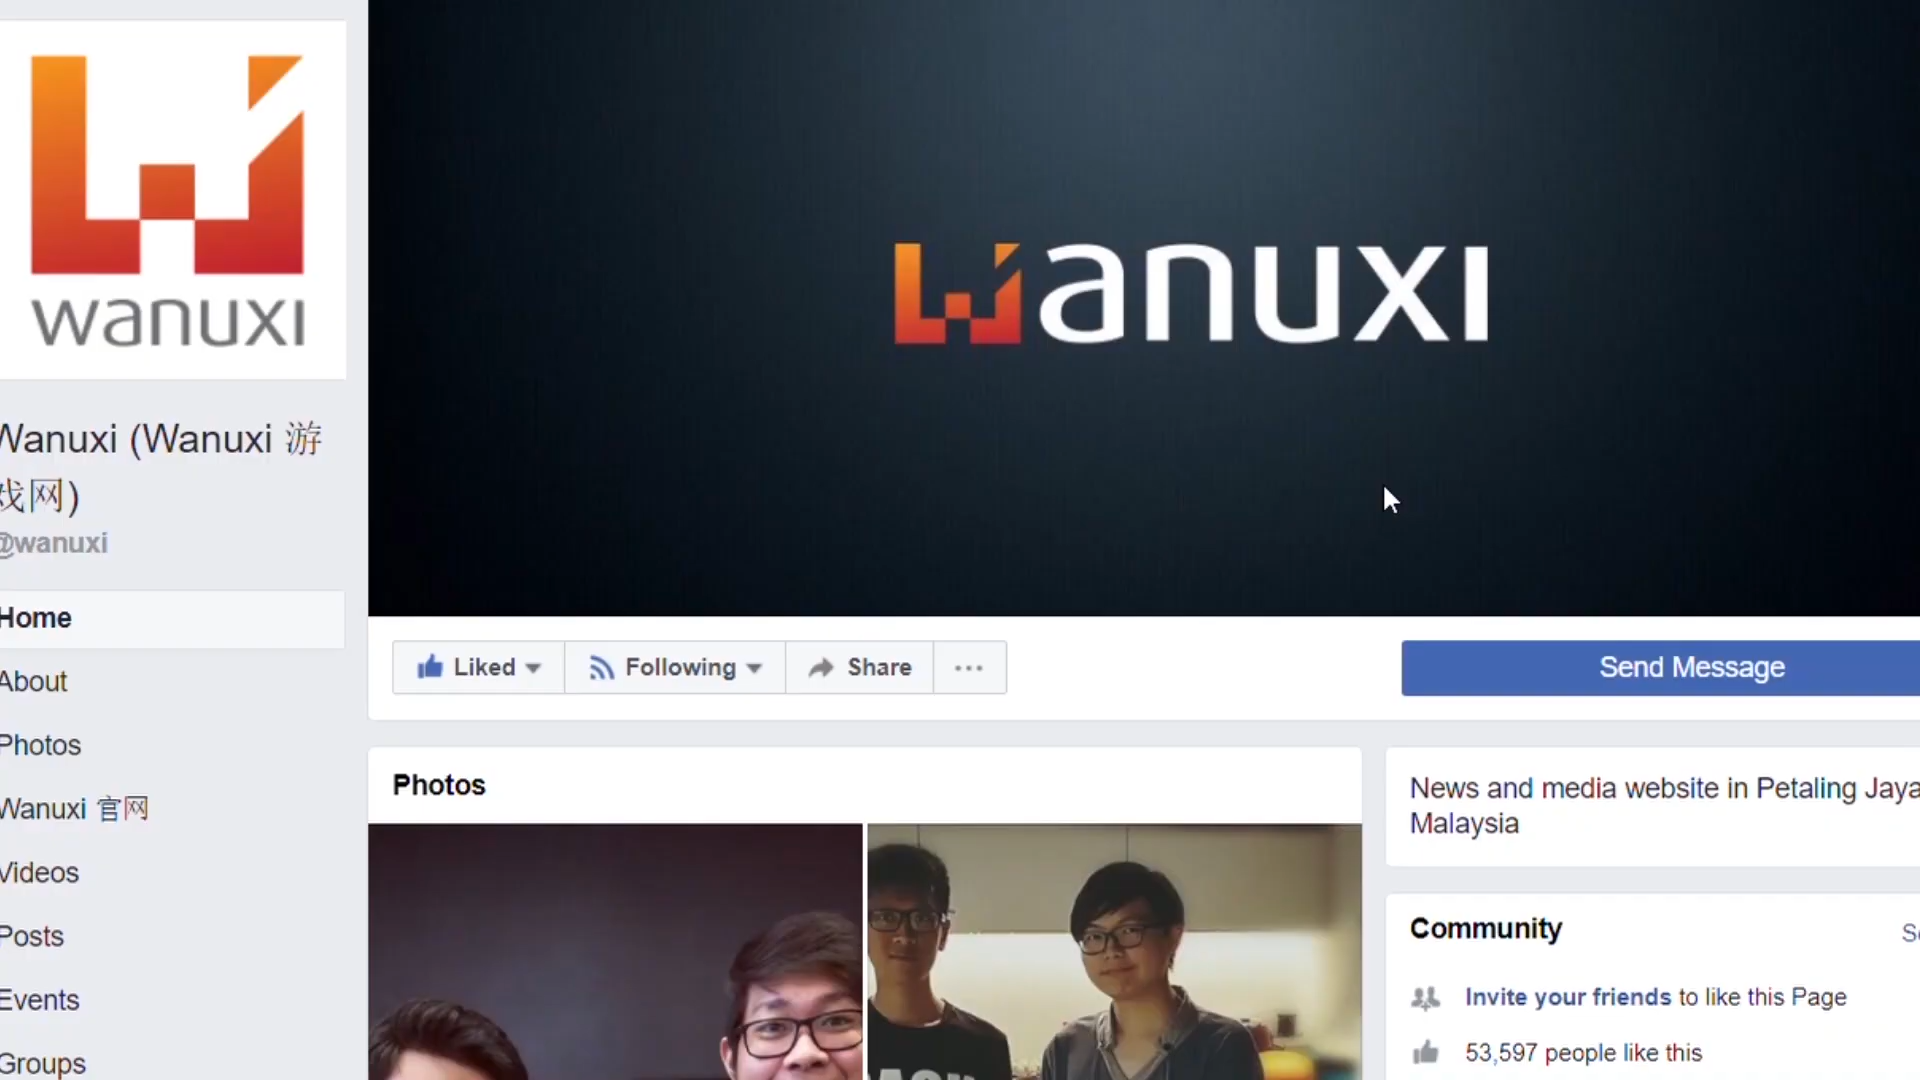 wanuxi
Wanuxi (Wanuxi 游
戏网)
@wanuxi
Home
About
Photos
Wanuxi 官网
Videos
Posts
Events
Groups
wanuxi
Liked
Following
Share
Send Message
Photos
News and media website in Petaling Jaya
Malaysia
Community
Invite your friends to like this Page
53,597 people like this